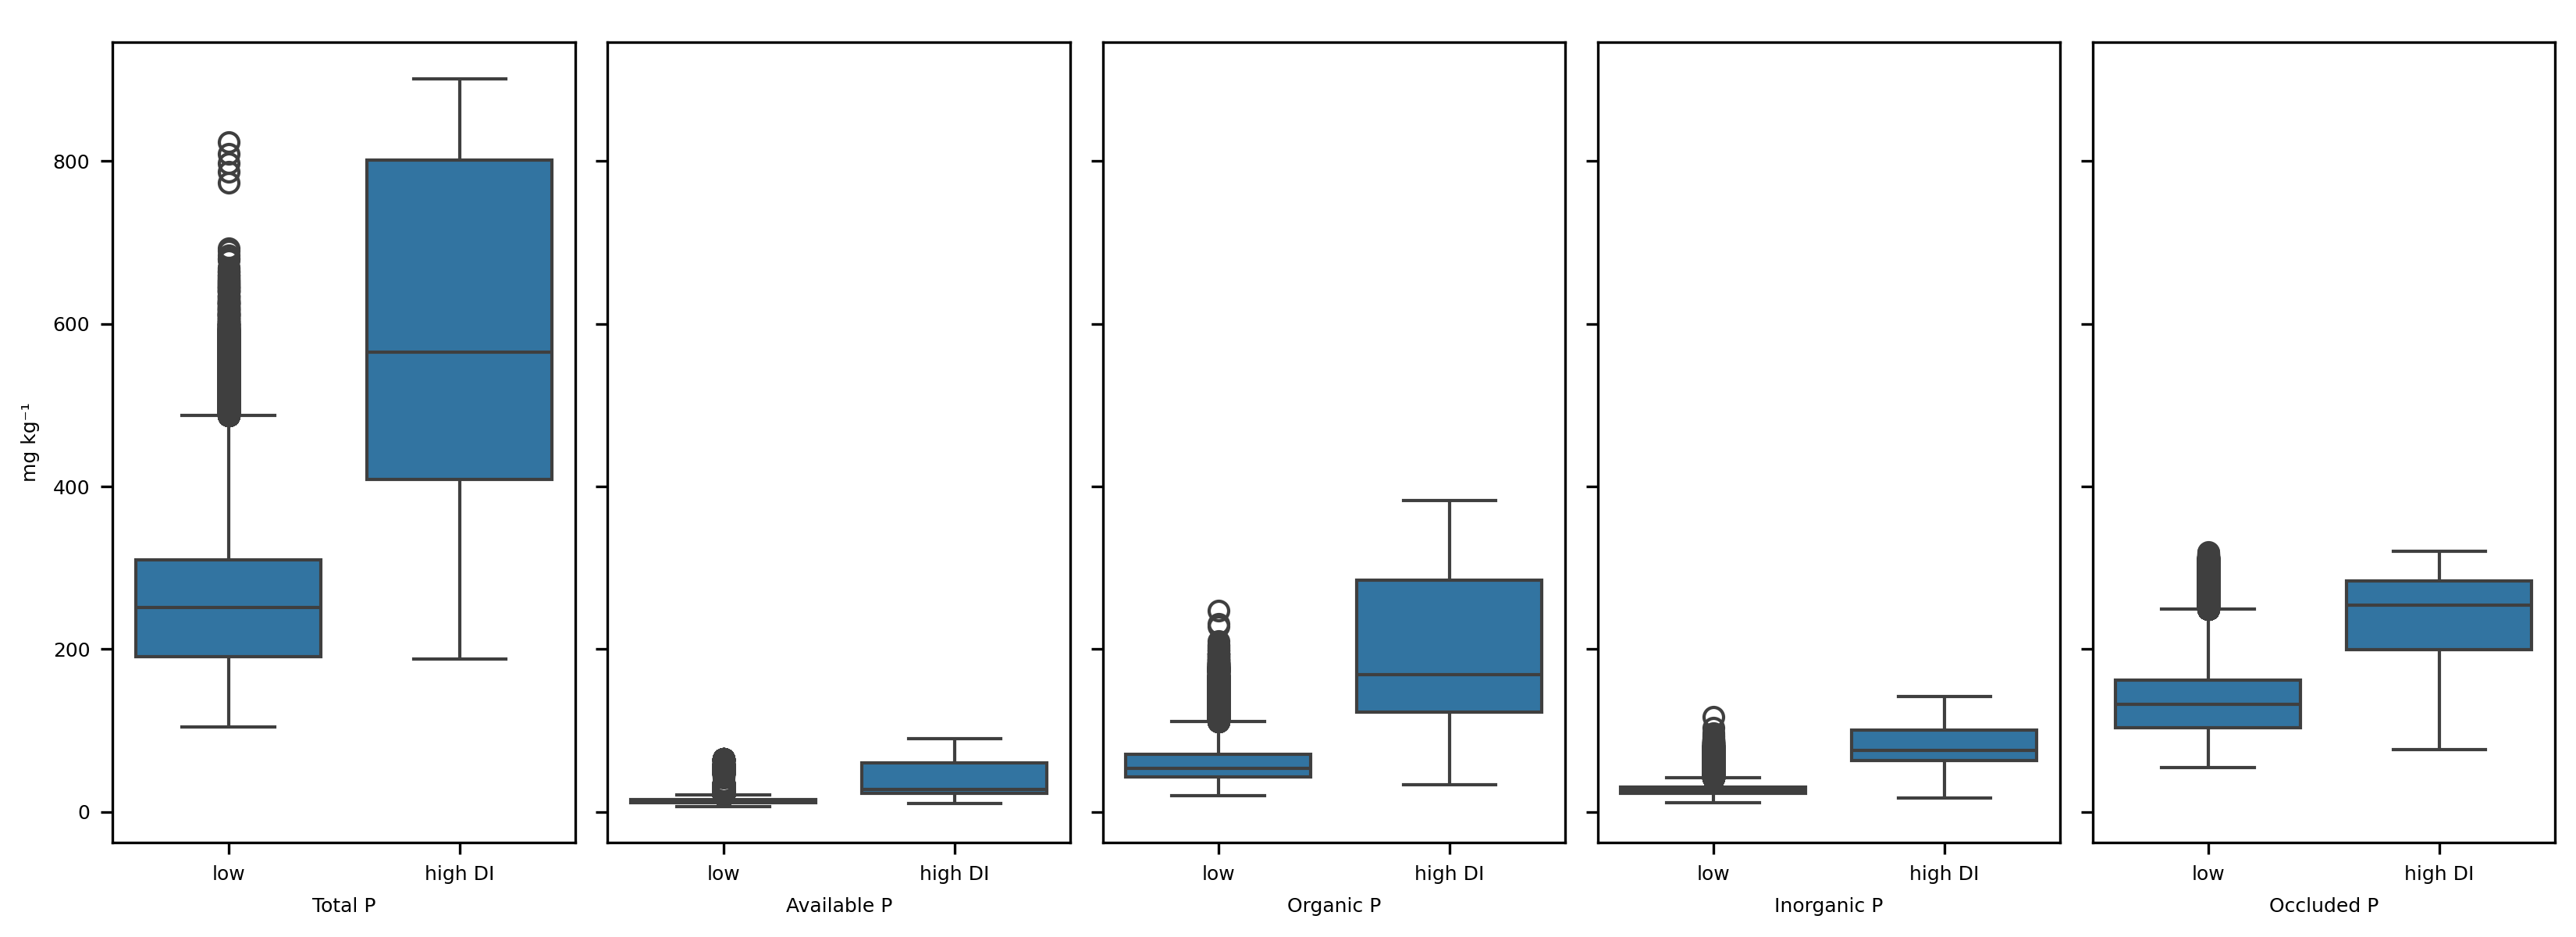 mg kg⁻¹
800
600
400
200
0
low high DI
Total P
low high DI
Available P
low high DI
Organic P
low high DI
Inorganic P
low high DI
Occluded P